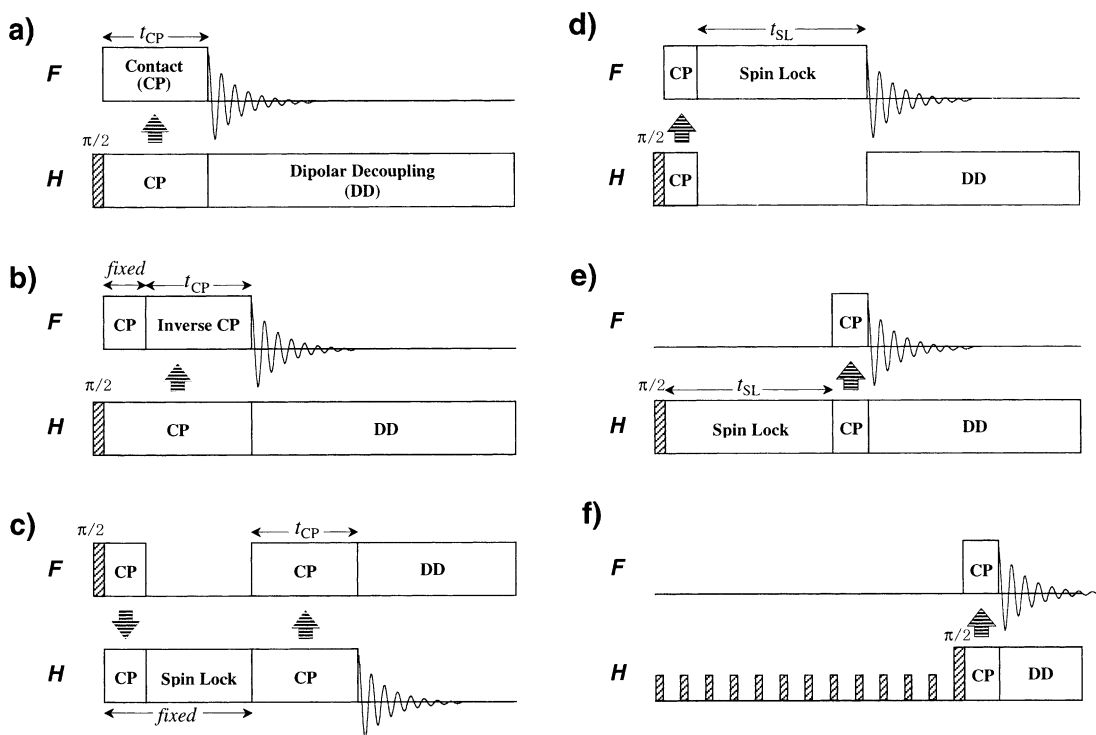 a)
t_CP
F
Contact
(CP)
π/2
H
CP
Dipolar Decoupling
(DD)
b)
fixed
t_CP
F
CP
Inverse CP
π/2
H
CP
DD
c)
π/2
t_CP
F
CP
CP
DD
H
CP
Spin Lock
CP
fixed
d)
t_SL
F
CP
Spin Lock
π/2
H
CP
DD
e)
F
CP
π/2
t_SL
H
Spin Lock
CP
DD
f)
F
CP
π/2
H
CP
DD